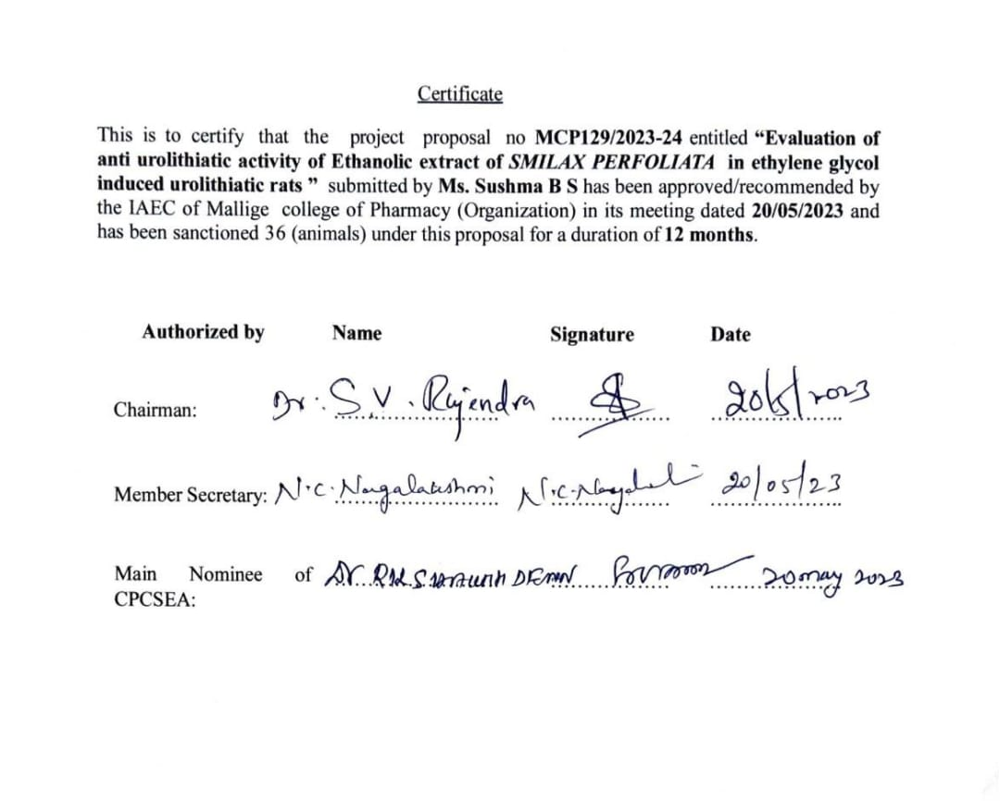 Certificate
This is to certify that the project proposal no MCP129/2023-24 entitled “Evaluation of
anti urolithiatic activity of Ethanolic extract of SMILAX PERFOLIATA in ethylene glycol
induced urolithiatic rats ” submitted by Ms. Sushma B S has been approved/recommended by
the IAEC of Mallige college of Pharmacy (Organization) in its meeting dated 20/05/2023 and
has been sanctioned 36 (animals) under this proposal for a duration of 12 months.
Authorized by Name Signature Date
Chairman: Dr. S.V. Rajendra 20/5/2023
Member Secretary: N.C. Nagalakshmi 20/05/23
Main Nominee of Dr. 20 may 2023
CPCSEA: